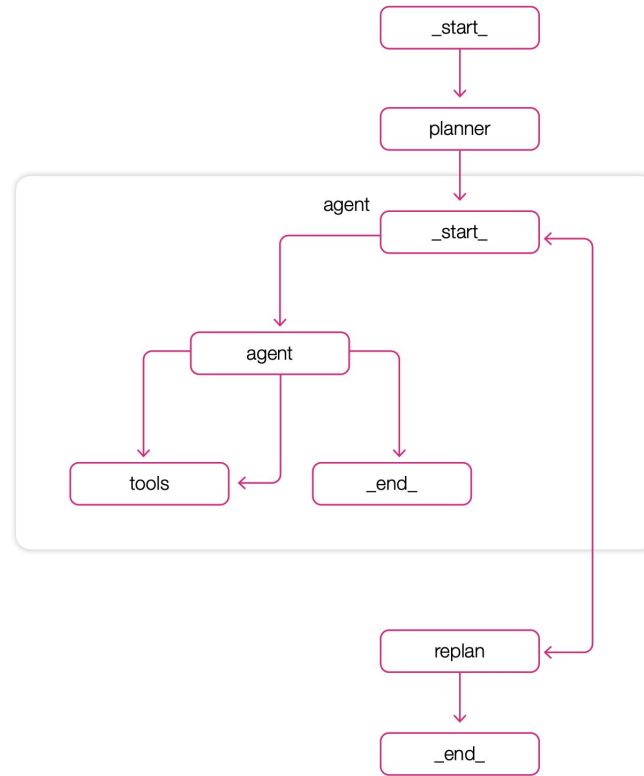 _start_
planner
agent
_start_
agent
tools
_end_
replan
_end_